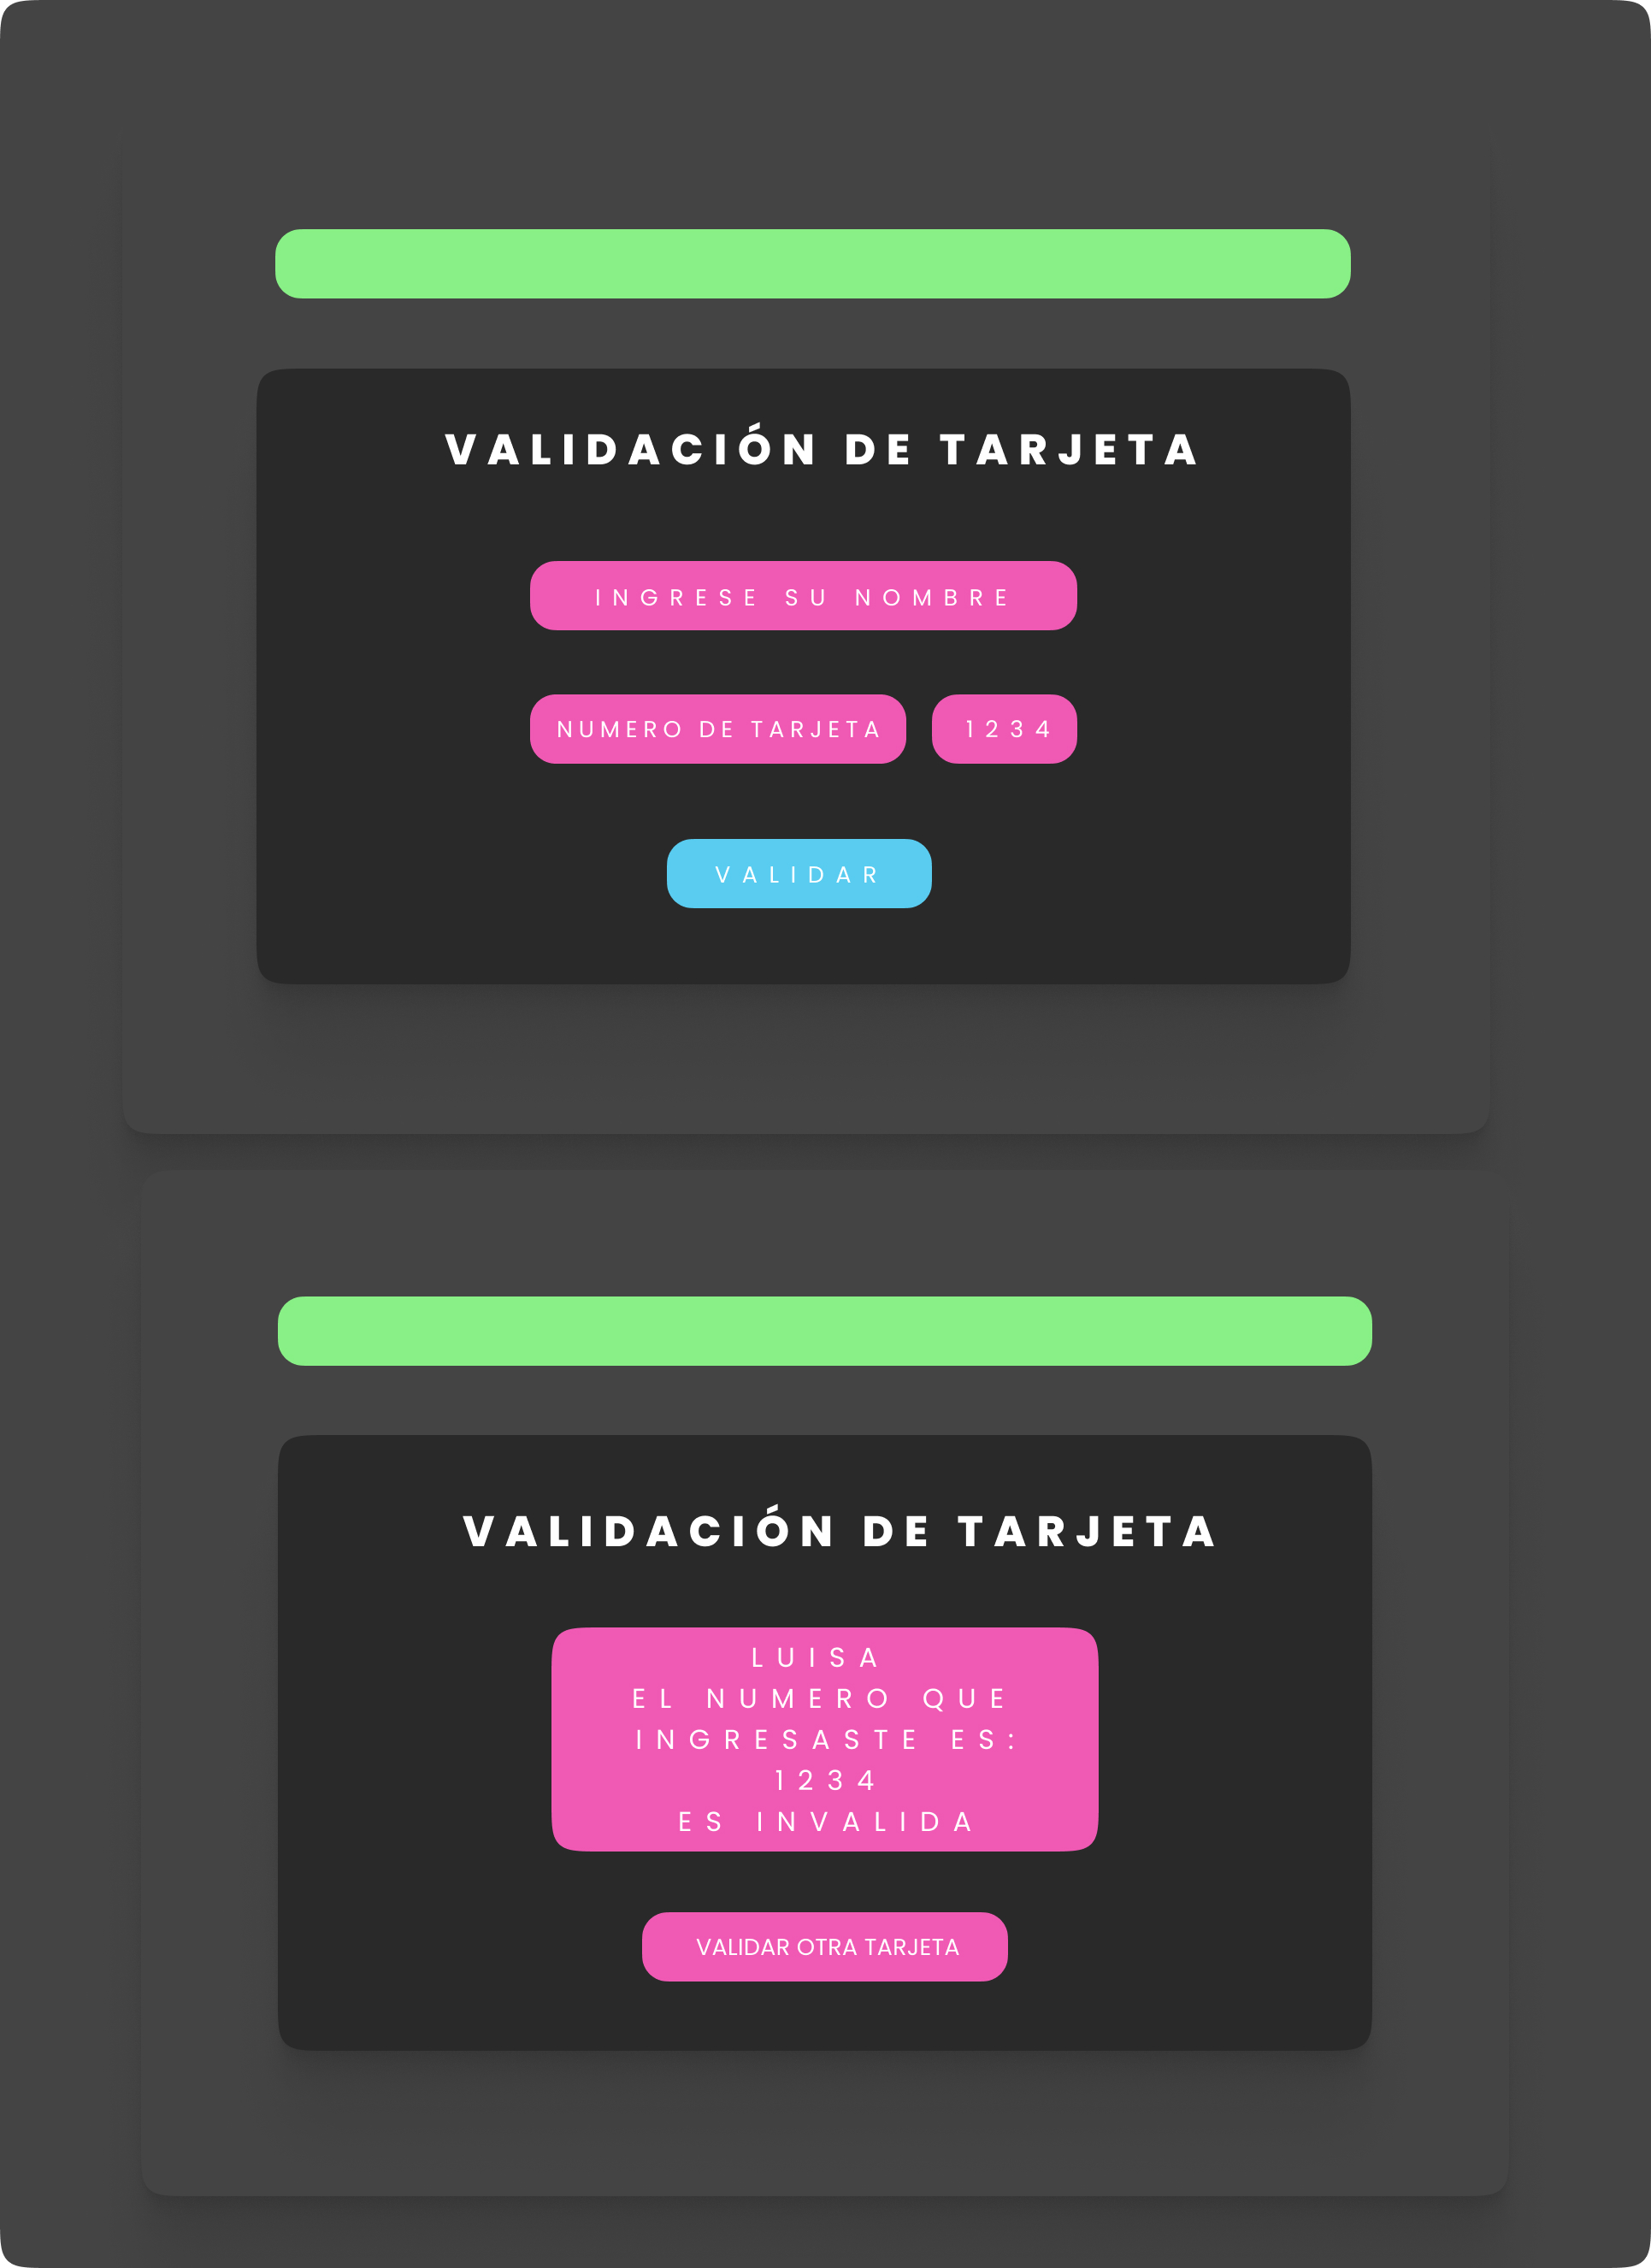 VALIDACIÓN DE TARJETA
INGRESE SU NOMBRE
NUMERO DE TARJETA 1234
VALIDAR
VALIDACIÓN DE TARJETA
LUISA
EL NUMERO QUE
INGRESASTE ES:
1234
ES INVALIDA
VALIDAR OTRA TARJETA